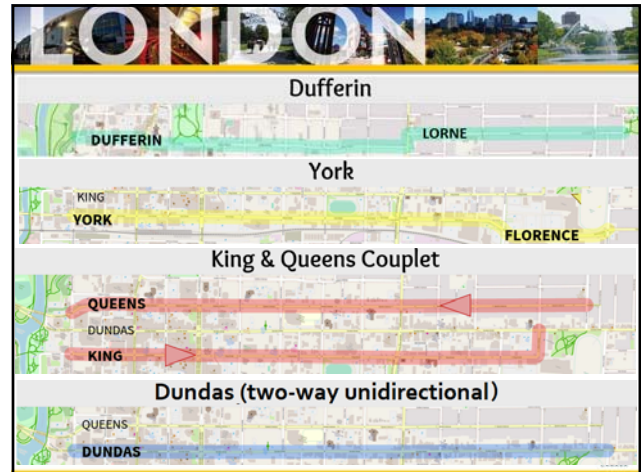 LONDON
Dufferin
DUFFERIN
LORNE
York
KING
YORK
FLORENCE
King & Queens Couplet
QUEENS
DUNDAS
KING
Dundas (two-way unidirectional)
QUEENS
DUNDAS